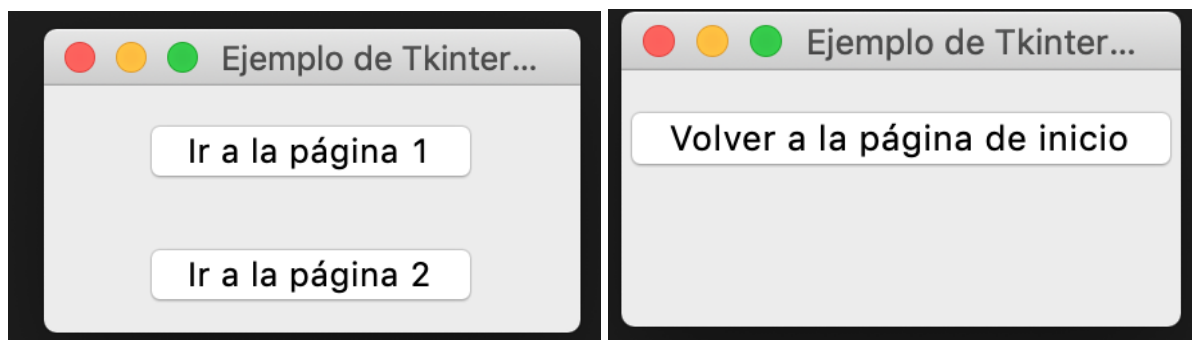 Ejemplo de Tkinter...
Ir a la página 1
Ir a la página 2
Ejemplo de Tkinter...
Volver a la página de inicio